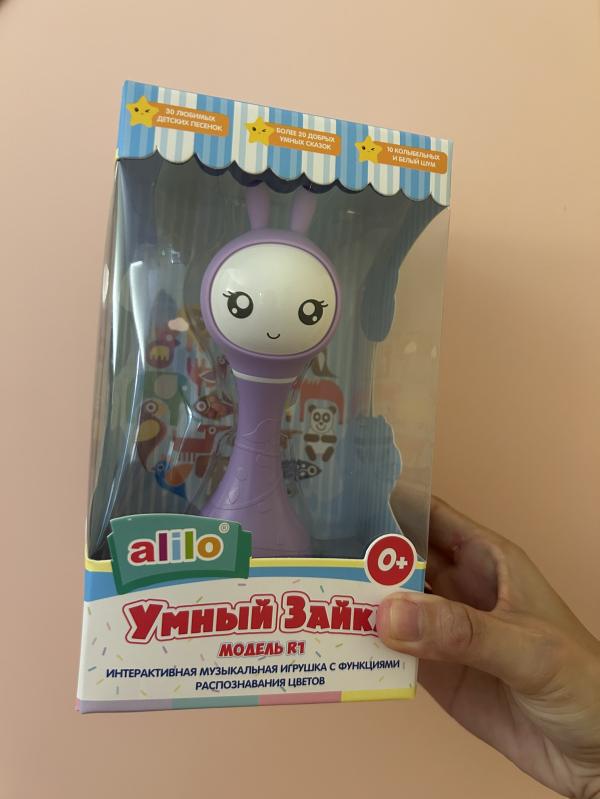 30 ЛЮБИМЫХ
ДЕТСКИХ ПЕСЕНОК
БОЛЕЕ 20 ДОБРЫХ
УМНЫХ СКАЗОК
10 КОЛЫБЕЛЬНЫХ
И БЕЛЫЙ ШУМ
alilo®
0+
Умный Зайка
МОДЕЛЬ R1
ИНТЕРАКТИВНАЯ МУЗЫКАЛЬНАЯ ИГРУШКА С ФУНКЦИЯМИ
РАСПОЗНАВАНИЯ ЦВЕТОВ